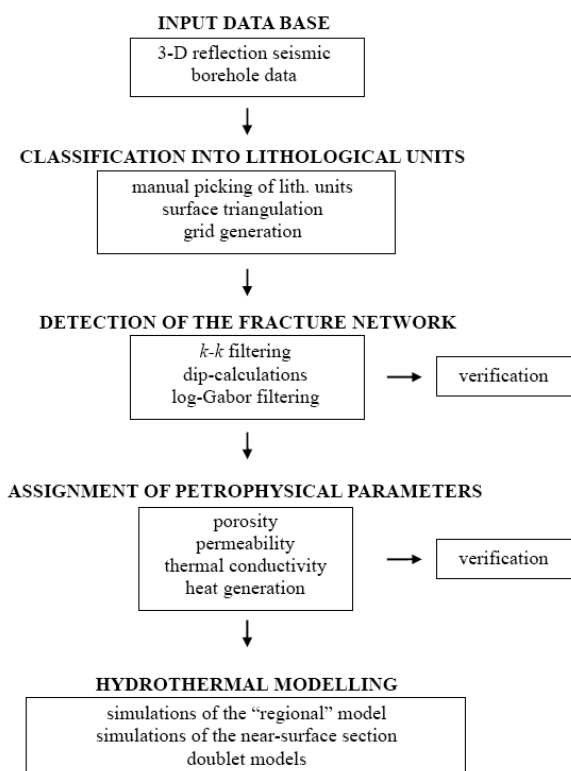 INPUT DATA BASE
3-D reflection seismic
borehole data
CLASSIFICATION INTO LITHOLOGICAL UNITS
manual picking of lith. units
surface triangulation
grid generation
DETECTION OF THE FRACTURE NETWORK
k-k filtering
dip-calculations
log-Gabor filtering
verification
ASSIGNMENT OF PETROPHYSICAL PARAMETERS
porosity
permeability
thermal conductivity
heat generation
verification
HYDROTHERMAL MODELLING
simulations of the “regional” model
simulations of the near-surface section
doublet models